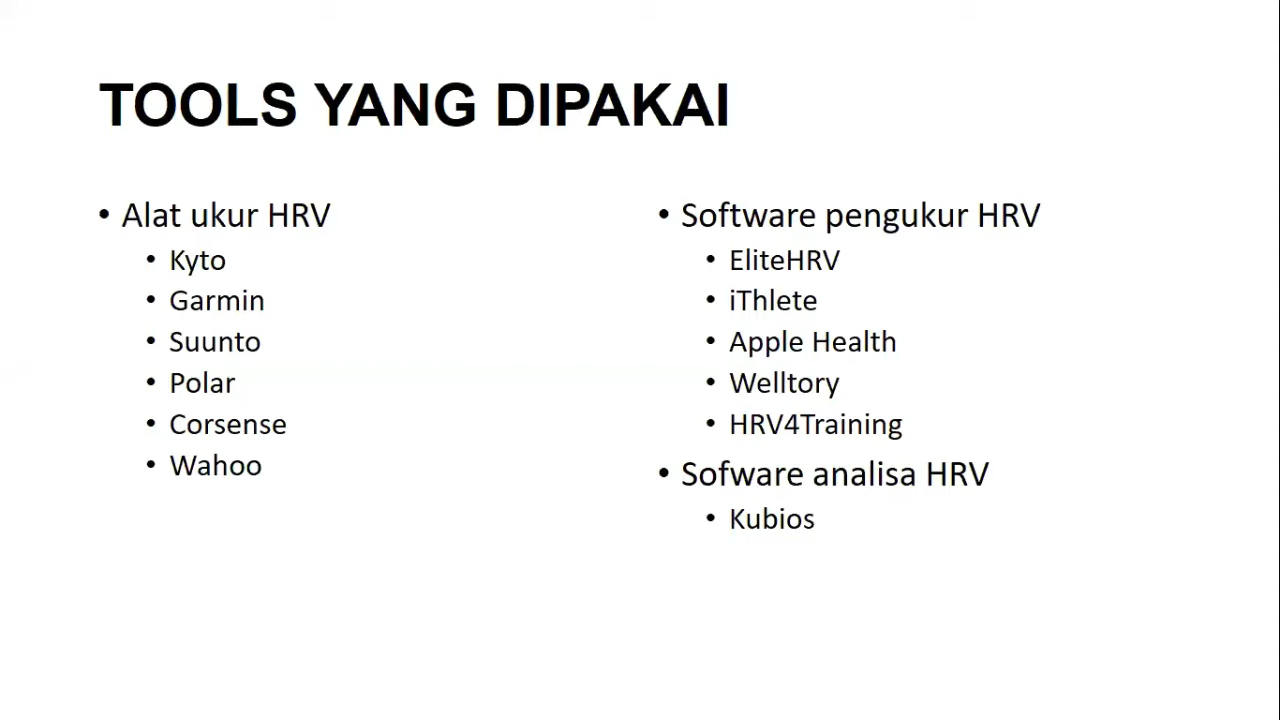 TOOLS YANG DIPAKAI
• Alat ukur HRV
• Kyto
• Garmin
• Suunto
• Polar
• Corsense
• Wahoo
• Software pengukur HRV
• EliteHRV
• iThlete
• Apple Health
• Welltory
• HRV4Training
• Sofware analisa HRV
• Kubios